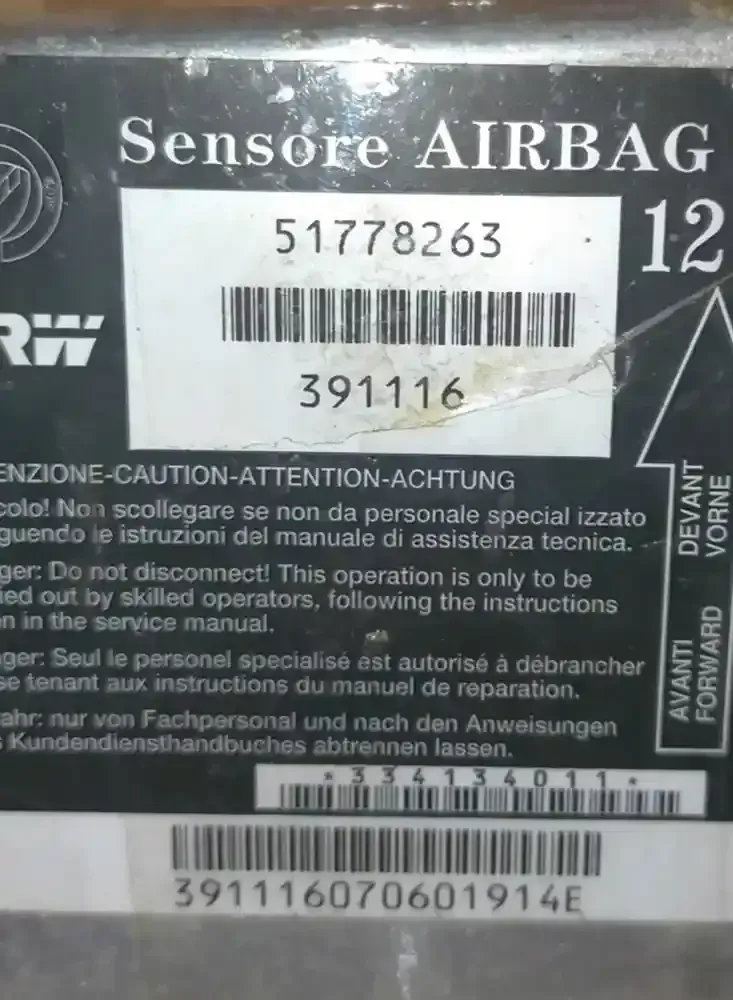 Sensore AIRBAG
51778263
12
RW
391116
ENZIONE-CAUTION-ATTENTION-ACHTUNG
colo! Non scollegare se non da personale special izzato
guendo le istruzioni del manuale di assistenza tecnica.
ger: Do not disconnect! This operation is only to be
ied out by skilled operators, following the instructions
n in the service manual.
ger: Seul le personel specialisé est autorisé à débrancher
se tenant aux instructions du manuel de reparation.
ahr: nur von Fachpersonal und nach den Anweisungen
s Kundendiensthandbuches abtrennen lassen.
DEVANT
VORNE
AVANTI
FORWARD
*334134011*
391116070601914E